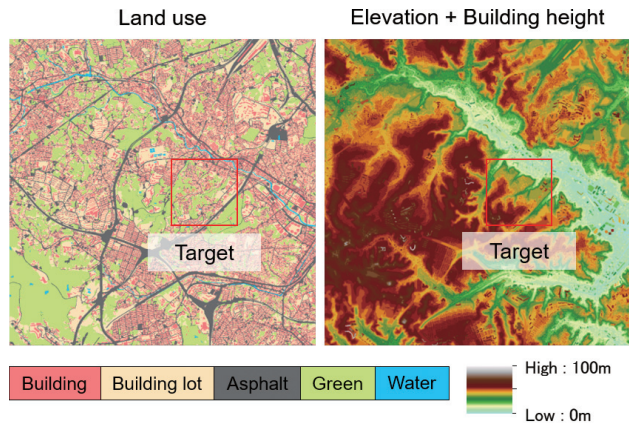 Land use
Elevation + Building height
Target
Target
Building
Building lot
Asphalt
Green
Water
High : 100m
Low : 0m